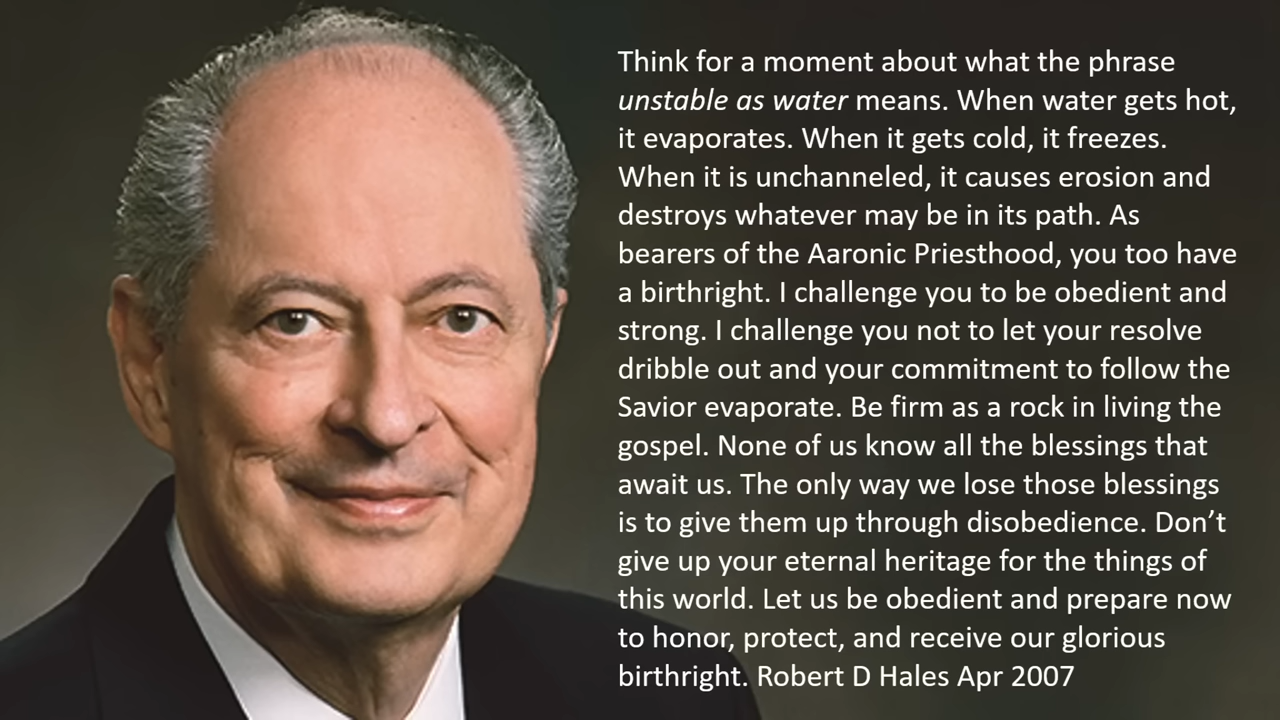 Think for a moment about what the phrase
unstable as water means. When water gets hot,
it evaporates. When it gets cold, it freezes.
When it is unchanneled, it causes erosion and
destroys whatever may be in its path. As
bearers of the Aaronic Priesthood, you too have
a birthright. I challenge you to be obedient and
strong. I challenge you not to let your resolve
dribble out and your commitment to follow the
Savior evaporate. Be firm as a rock in living the
gospel. None of us know all the blessings that
await us. The only way we lose those blessings
is to give them up through disobedience. Don’t
give up your eternal heritage for the things of
this world. Let us be obedient and prepare now
to honor, protect, and receive our glorious
birthright. Robert D Hales Apr 2007